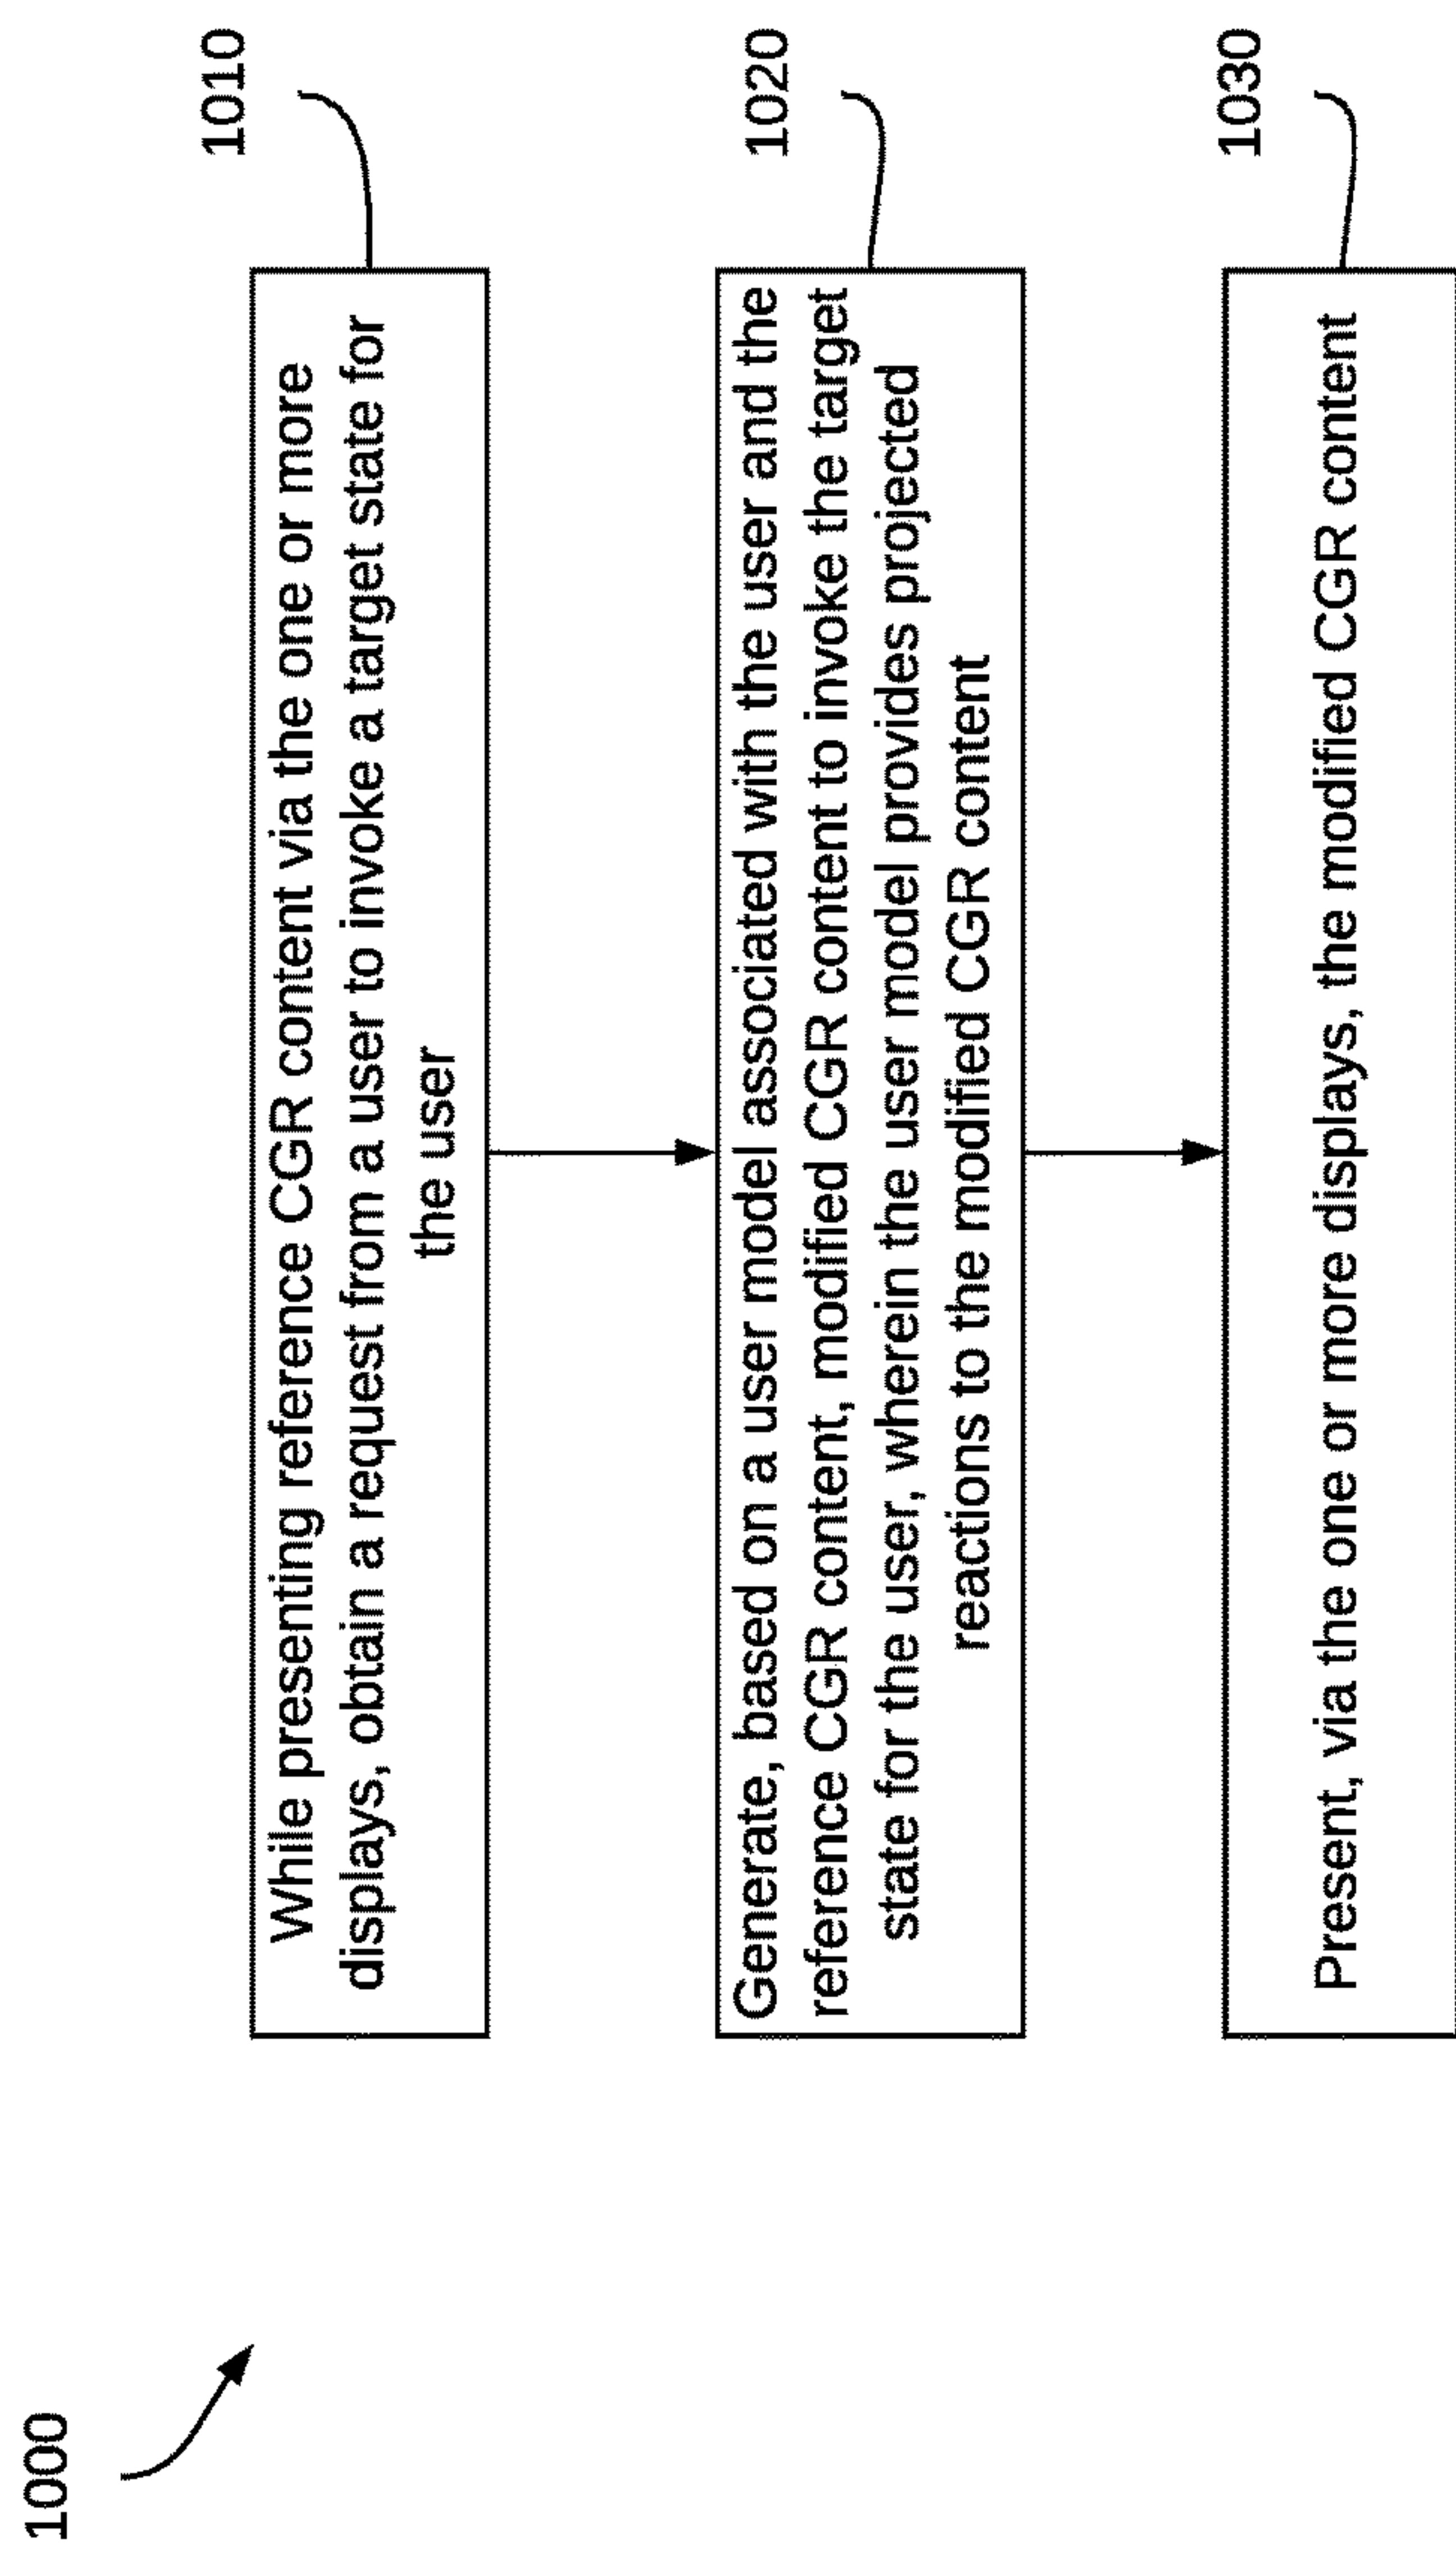 1000
1010
While presenting reference CGR content via the one or more
displays, obtain a request from a user to invoke a target state for
the user
1020
Generate, based on a user model associated with the user and the
reference CGR content, modified CGR content to invoke the target
state for the user, wherein the user model provides projected
reactions to the modified CGR content
1030
Present, via the one or more displays, the modified CGR content